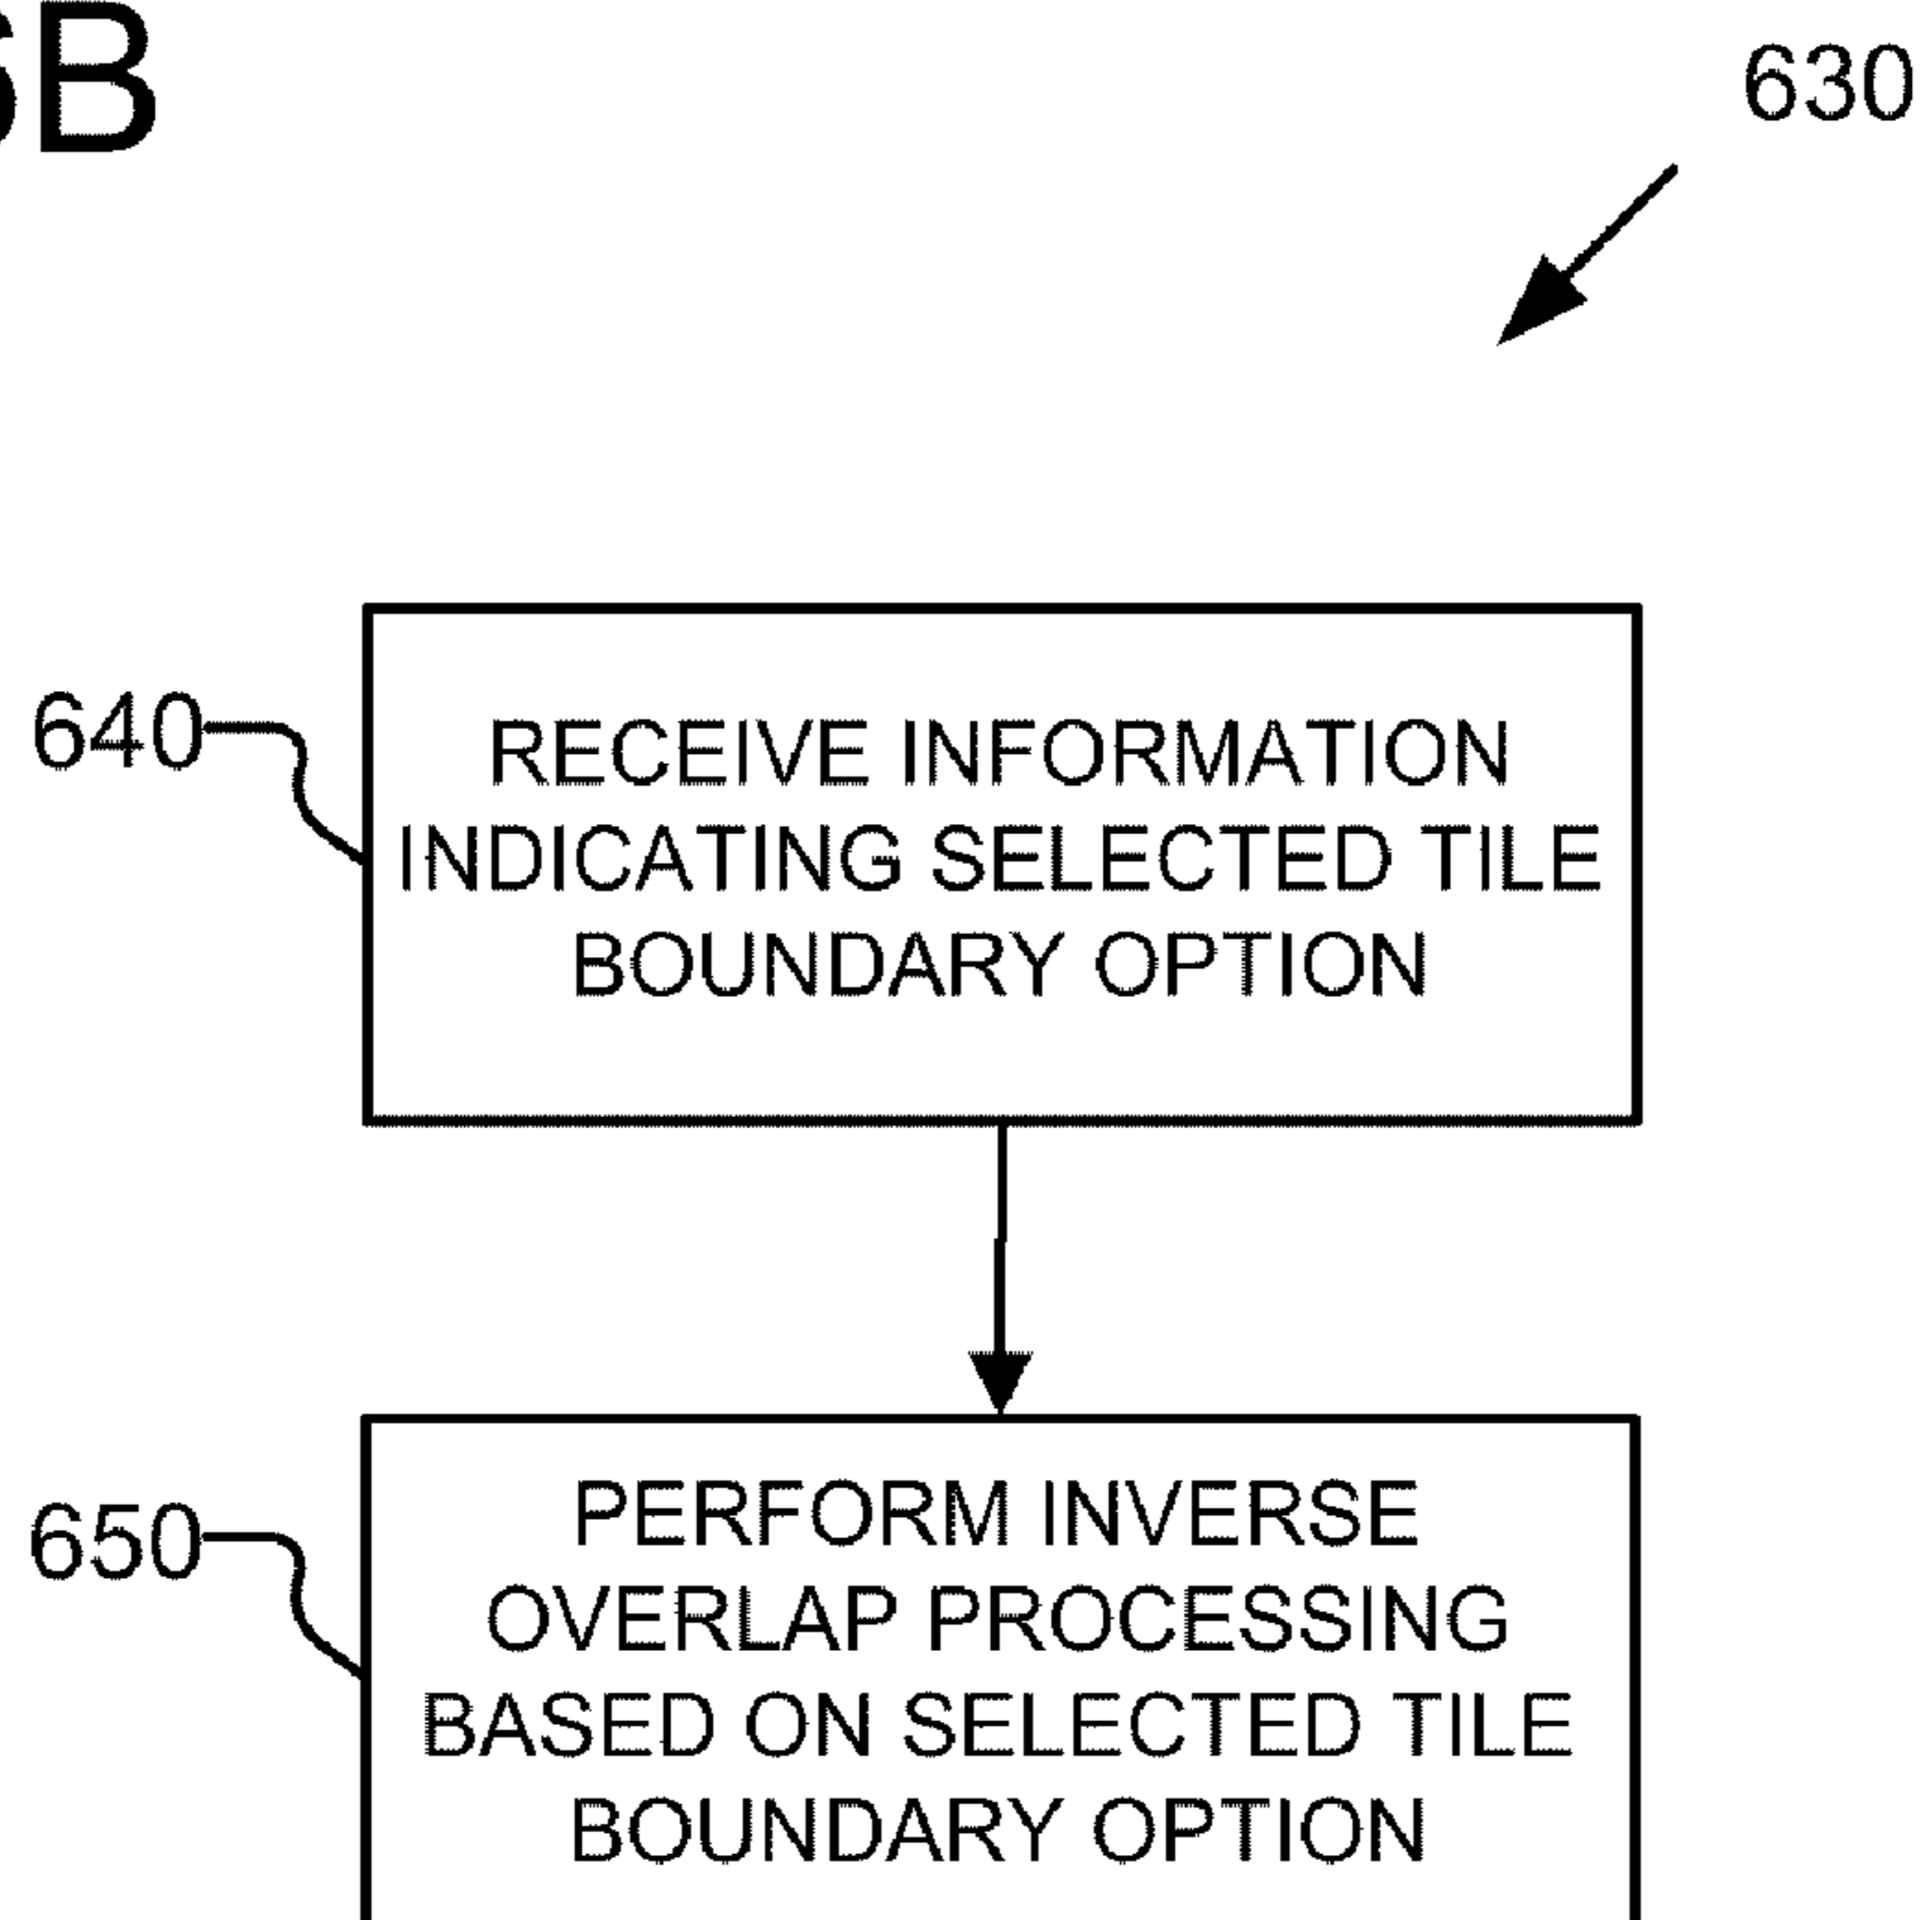 6B
630
640
RECEIVE INFORMATION
INDICATING SELECTED TILE
BOUNDARY OPTION
650
PERFORM INVERSE
OVERLAP PROCESSING
BASED ON SELECTED TILE
BOUNDARY OPTION